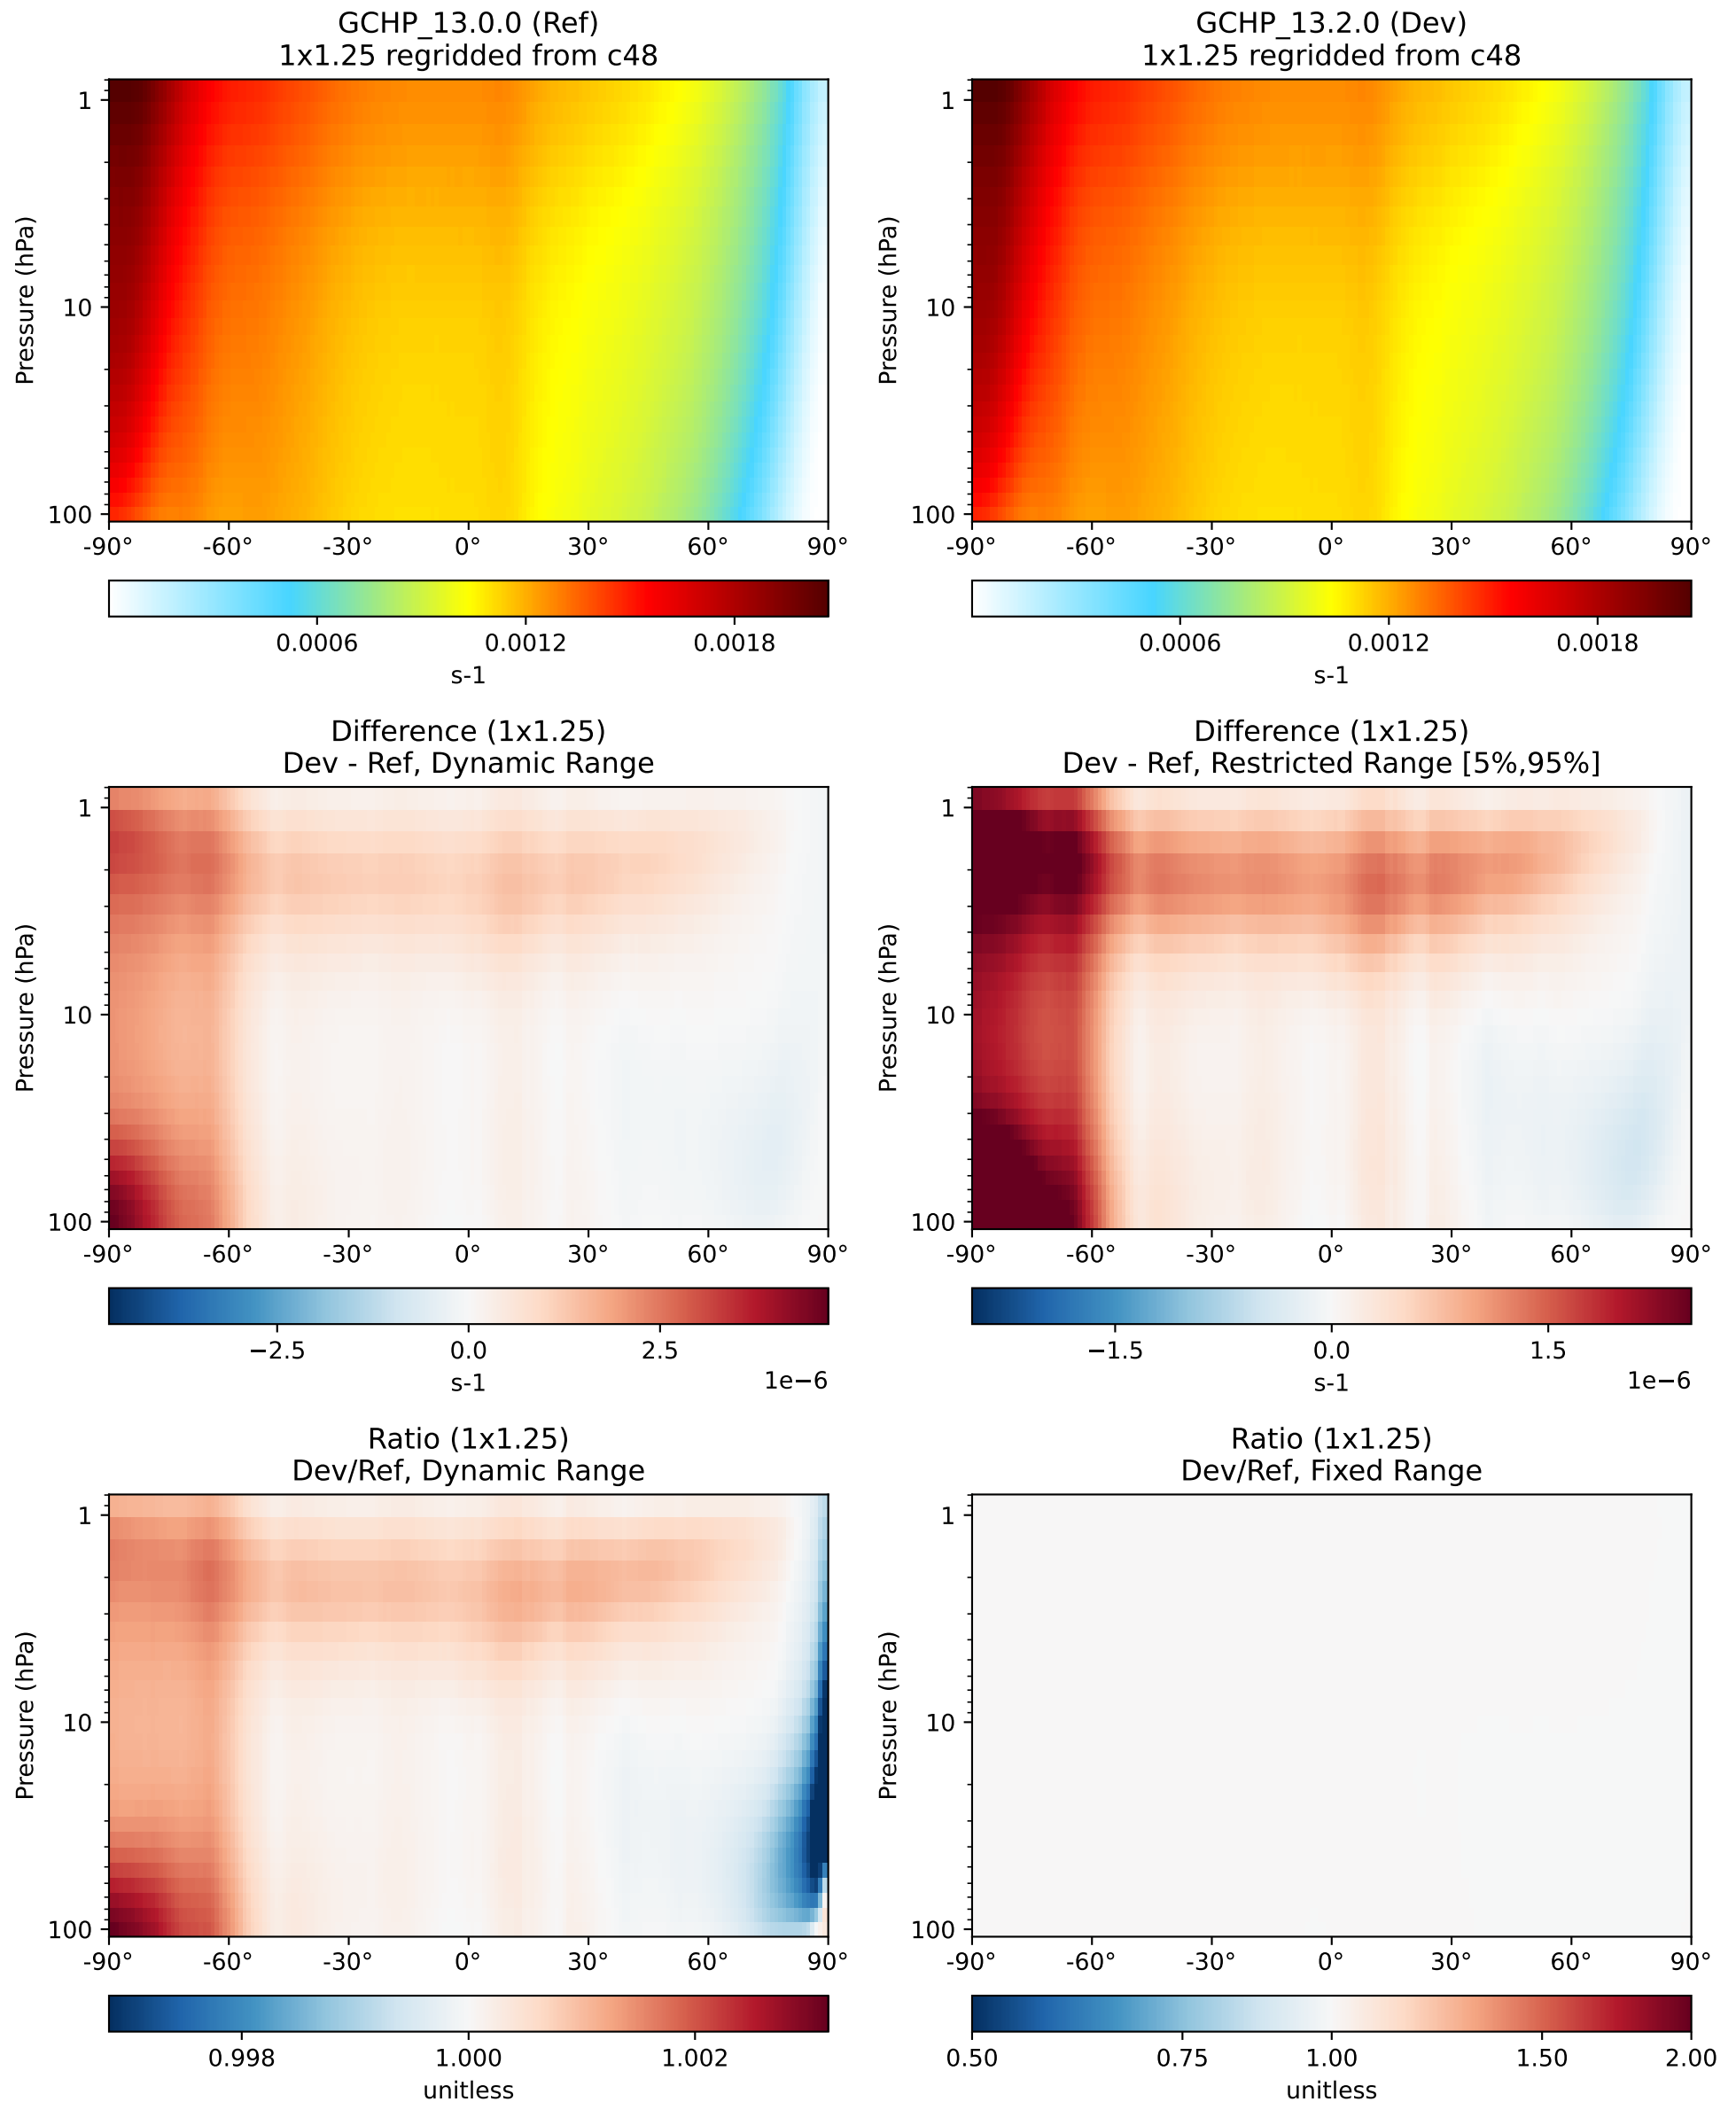 GCHP_13.0.0 (Ref)
1x1.25 regridded from c48
Pressure (hPa)
1
10
100
-90° -60° -30° 0° 30° 60° 90°
0.0006 0.0012 0.0018
s-1
GCHP_13.2.0 (Dev)
1x1.25 regridded from c48
Pressure (hPa)
1
10
100
-90° -60° -30° 0° 30° 60° 90°
0.0006 0.0012 0.0018
s-1
Difference (1x1.25)
Dev - Ref, Dynamic Range
Pressure (hPa)
1
10
100
-90° -60° -30° 0° 30° 60° 90°
−2.5 0.0 2.5
s-1 1e−6
Difference (1x1.25)
Dev - Ref, Restricted Range [5%,95%]
Pressure (hPa)
1
10
100
-90° -60° -30° 0° 30° 60° 90°
−1.5 0.0 1.5
s-1 1e−6
Ratio (1x1.25)
Dev/Ref, Dynamic Range
Pressure (hPa)
1
10
100
-90° -60° -30° 0° 30° 60° 90°
0.998 1.000 1.002
unitless
Ratio (1x1.25)
Dev/Ref, Fixed Range
Pressure (hPa)
1
10
100
-90° -60° -30° 0° 30° 60° 90°
0.50 0.75 1.00 1.50 2.00
unitless